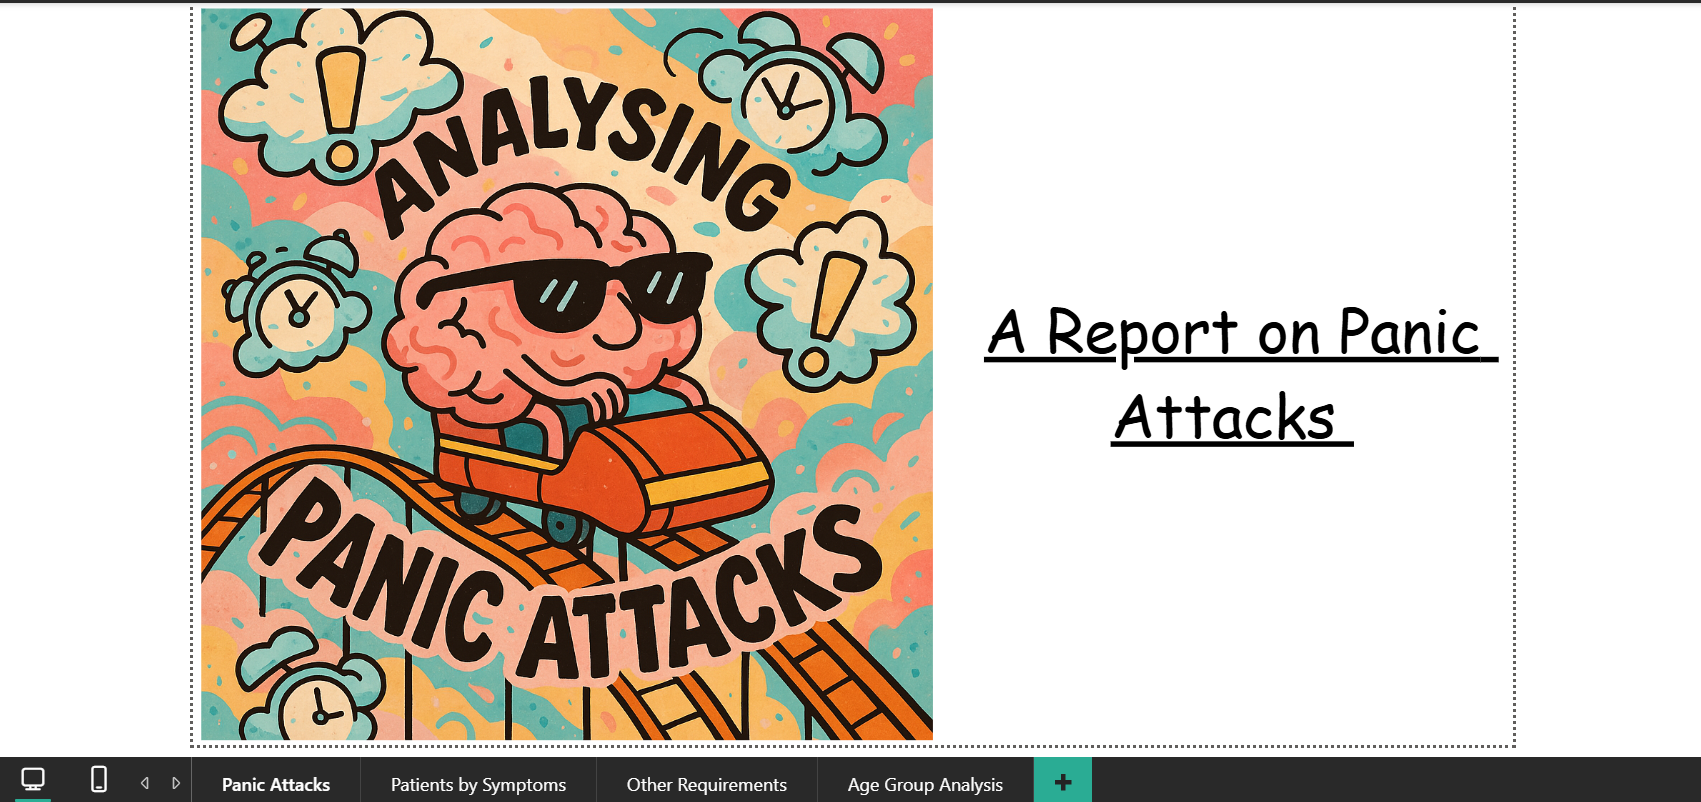 ANALYSING
PANIC ATTACKS
A Report on Panic
Attacks
Panic Attacks
Patients by Symptoms
Other Requirements
Age Group Analysis